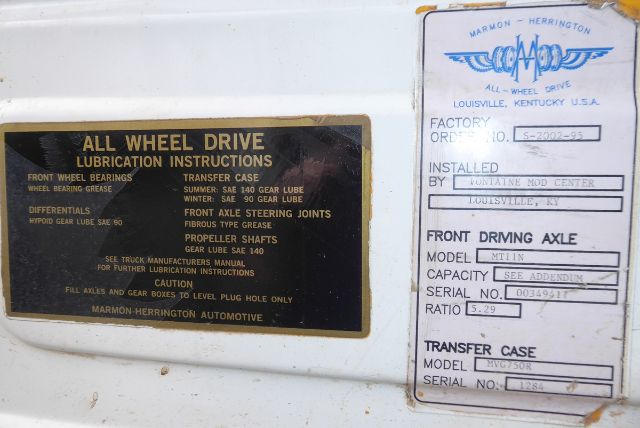 ALL WHEEL DRIVE
LUBRICATION INSTRUCTIONS
FRONT WHEEL BEARINGS
WHEEL BEARING GREASE
DIFFERENTIALS
HYPOID GEAR LUBE SAE 90
TRANSFER CASE
SUMMER: SAE 140 GEAR LUBE
WINTER: SAE 90 GEAR LUBE
FRONT AXLE STEERING JOINTS
FIBROUS TYPE GREASE
PROPELLER SHAFTS
GEAR LUBE SAE 140
SEE TRUCK MANUFACTURERS MANUAL
FOR FURTHER LUBRICATION INSTRUCTIONS
CAUTION
FILL AXLES AND GEAR BOXES TO LEVEL PLUG HOLE ONLY
MARMON-HERRINGTON AUTOMOTIVE
MARMON - HERRINGTON
ALL - WHEEL DRIVE
LOUISVILLE, KENTUCKY U.S.A.
FACTORY
ORDER NO. S-2002-95
INSTALLED
BY FONTAINE MOD CENTER
LOUISVILLE, KY
FRONT DRIVING AXLE
MODEL MT11N
CAPACITY SEE ADDENDUM
SERIAL NO.
RATIO 5.29
TRANSFER CASE
MODEL MVG750R
SERIAL NO. 1284